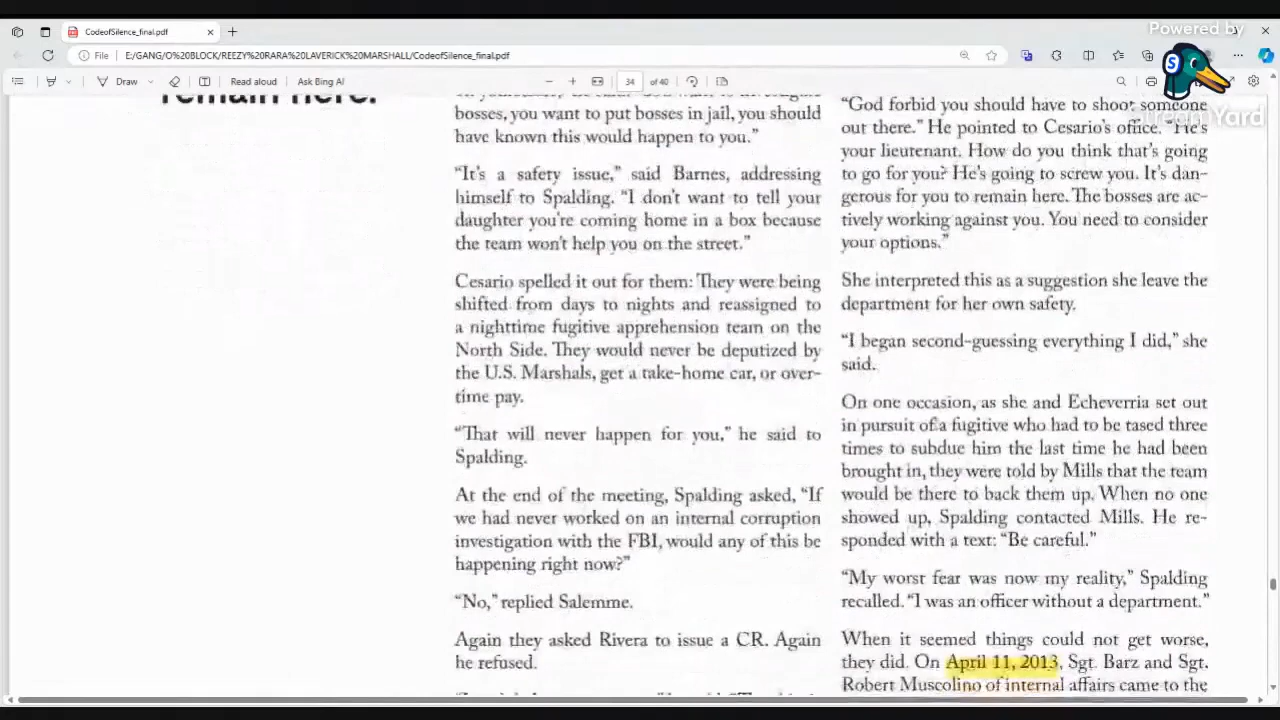 Powered by
CodeofSilence_final.pdf
File E:/GANG/O%20BLOCK/REEZY%20RARA%20LAVERICK%20MARSHALL/CodeofSilence_final.pdf
Draw Read aloud Ask Bing AI 34 of 40
StreamYard
remain here.
bosses, you want to put bosses in jail, you should
have known this would happen to you.”
“It’s a safety issue,” said Barnes, addressing
himself to Spalding. “I don’t want to tell your
daughter you’re coming home in a box because
the team won’t help you on the street.”
Cesario spelled it out for them: They were being
shifted from days to nights and reassigned to
a nighttime fugitive apprehension team on the
North Side. They would never be deputized by
the U.S. Marshals, get a take-home car, or over-
time pay.
“That will never happen for you,” he said to
Spalding.
At the end of the meeting, Spalding asked, “If
we had never worked on an internal corruption
investigation with the FBI, would any of this be
happening right now?”
“No,” replied Salemme.
Again they asked Rivera to issue a CR. Again
he refused.
“God forbid you should have to shoot someone
out there.” He pointed to Cesario’s office. “He’s
your lieutenant. How do you think that’s going
to go for you? He’s going to screw you. It’s dan-
gerous for you to remain here. The bosses are ac-
tively working against you. You need to consider
your options.”
She interpreted this as a suggestion she leave the
department for her own safety.
“I began second-guessing everything I did,” she
said.
On one occasion, as she and Echeverria set out
in pursuit of a fugitive who had to be tased three
times to subdue him the last time he had been
brought in, they were told by Mills that the team
would be there to back them up. When no one
showed up, Spalding contacted Mills. He re-
sponded with a text: “Be careful.”
“My worst fear was now my reality,” Spalding
recalled. “I was an officer without a department.”
When it seemed things could not get worse,
they did. On April 11, 2013, Sgt. Barz and Sgt.
Robert Muscolino of internal affairs came to the